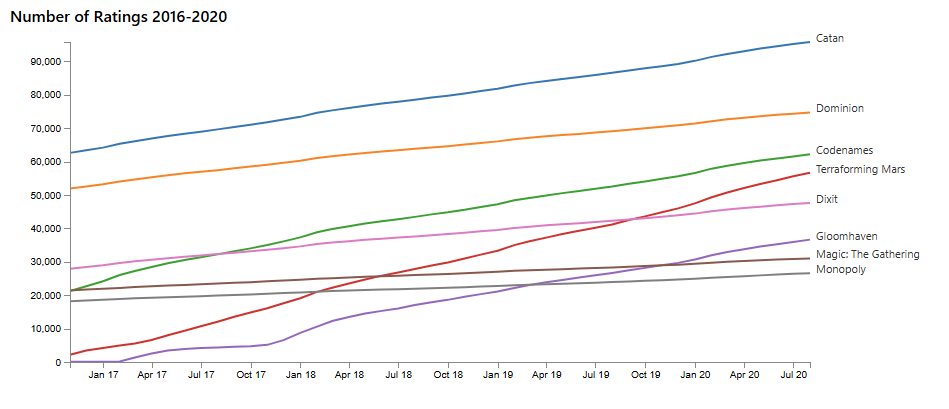 Number of Ratings 2016-2020
Catan
90,000
80,000
Dominion
70,000
60,000
Codenames
Terraforming Mars
50,000
Dixit
40,000
Gloomhaven
30,000
Magic: The Gathering
Monopoly
20,000
10,000
0
Jan 17 Apr 17 Jul 17 Oct 17 Jan 18 Apr 18 Jul 18 Oct 18 Jan 19 Apr 19 Jul 19 Oct 19 Jan 20 Apr 20 Jul 20